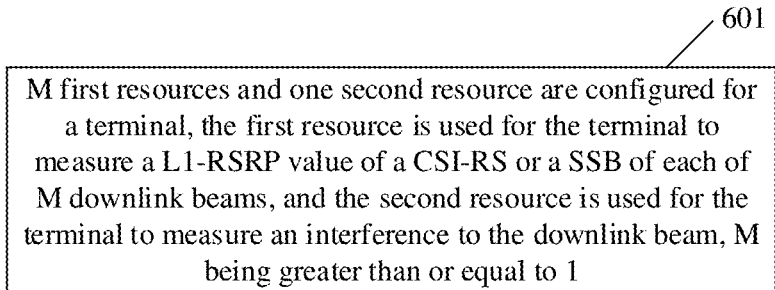 601
M first resources and one second resource are configured for
a terminal, the first resource is used for the terminal to
measure a L1-RSRP value of a CSI-RS or a SSB of each of
M downlink beams, and the second resource is used for the
terminal to measure an interference to the downlink beam, M
being greater than or equal to 1